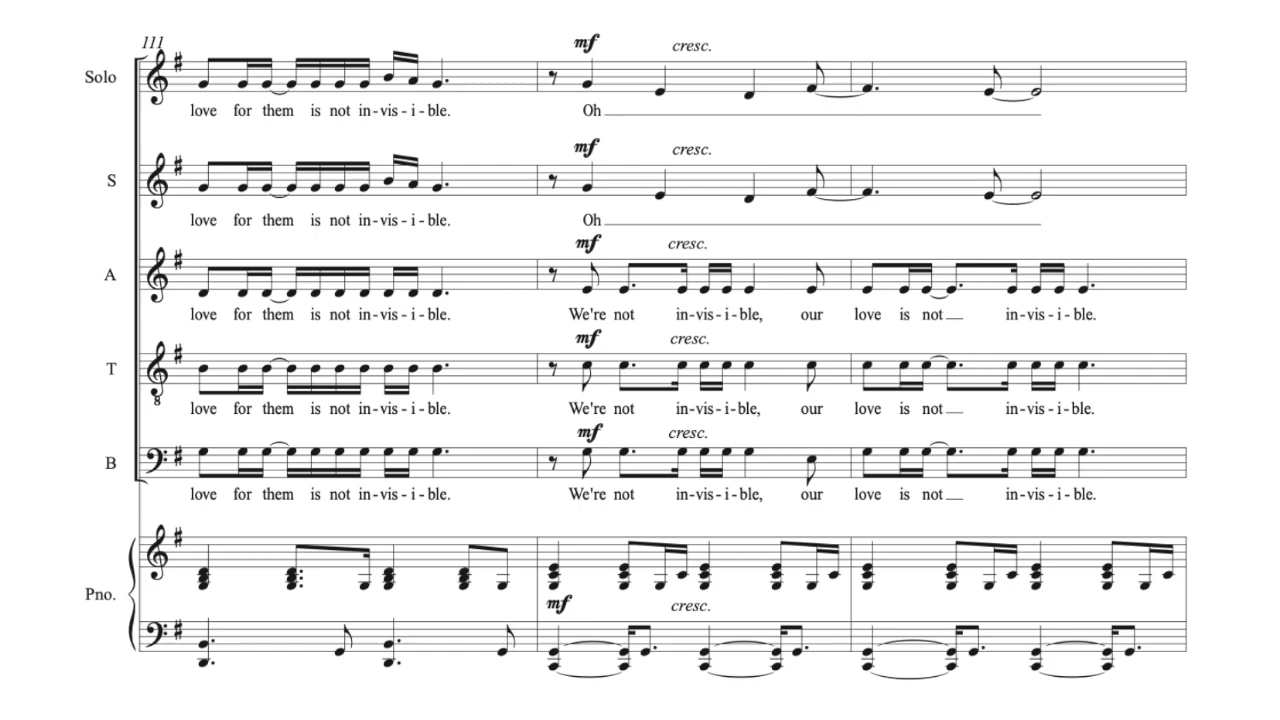 111
mf cresc.
Solo
love for them is not in-vis-i-ble. Oh
mf cresc.
S
love for them is not in-vis-i-ble. Oh
mf cresc.
A
love for them is not in-vis-i-ble. We're not in-vis-i-ble, our love is not in-vis-i-ble.
mf cresc.
T
8
love for them is not in-vis-i-ble. We're not in-vis-i-ble, our love is not in-vis-i-ble.
mf cresc.
B
love for them is not in-vis-i-ble. We're not in-vis-i-ble, our love is not in-vis-i-ble.
Pno.
mf cresc.